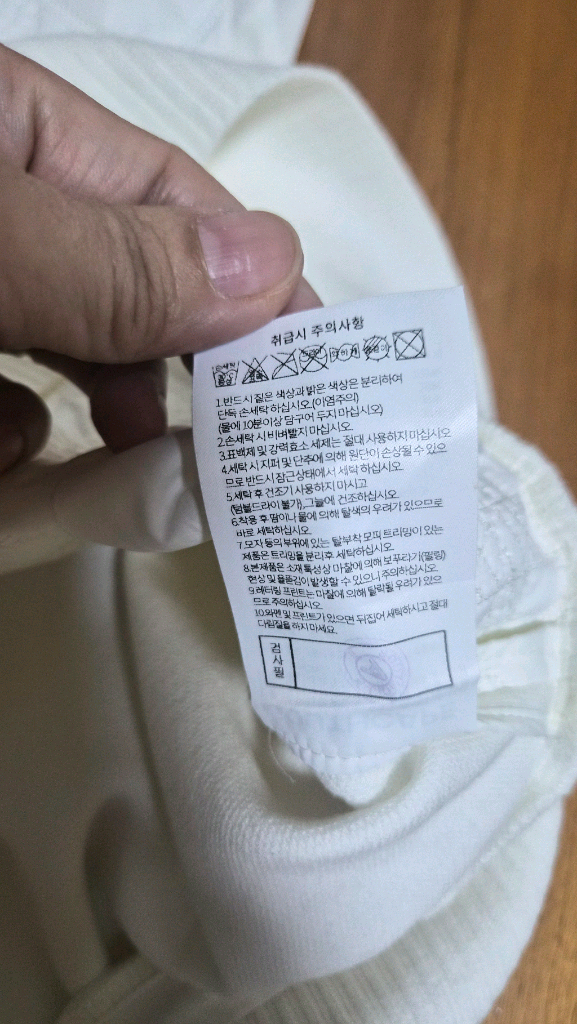 취급시 주의사항
손세탁
중성
1.반드시 짙은 색상과 밝은 색상은 분리하여
단독 손세탁 하십시오.(이염주의)
(물에 10분이상 담구어 두지 마십시오)
2.손세탁 시 비벼빨지 마십시오.
3.표백제 및 강력효소 세제는 절대 사용하지 마십시오
4.세탁 시 지퍼 및 단추에 의해 원단이 손상될 수 있으
므로 반드시 잠근상태에서 세탁 하십시오.
5.세탁 후 건조기 사용하지 마시고
(텀블드라이 불가),그늘에 건조하십시오.
6.착용 후 땀이나 물에 의해 탈색의 우려가 있으므로
바로 세탁하십시오.
7.모자 등의 부위에 있는 탈부착 모피 트리밍이 있는
제품은 트리밍을 분리후 세탁하십시오.
8.본제품은 소재 특성상 마찰에 의해 보푸라기(필링)
현상 및 뜯김이 발생할 수 있으니 주의하십시오.
9.레터링 프린트는 마찰에 의해 탈락될 우려가 있으
므로 주의하십시오.
10.와펜 및 프린트가 있으면 뒤집어 세탁하시고 절대
다림질을 하지 마세요.
검사필